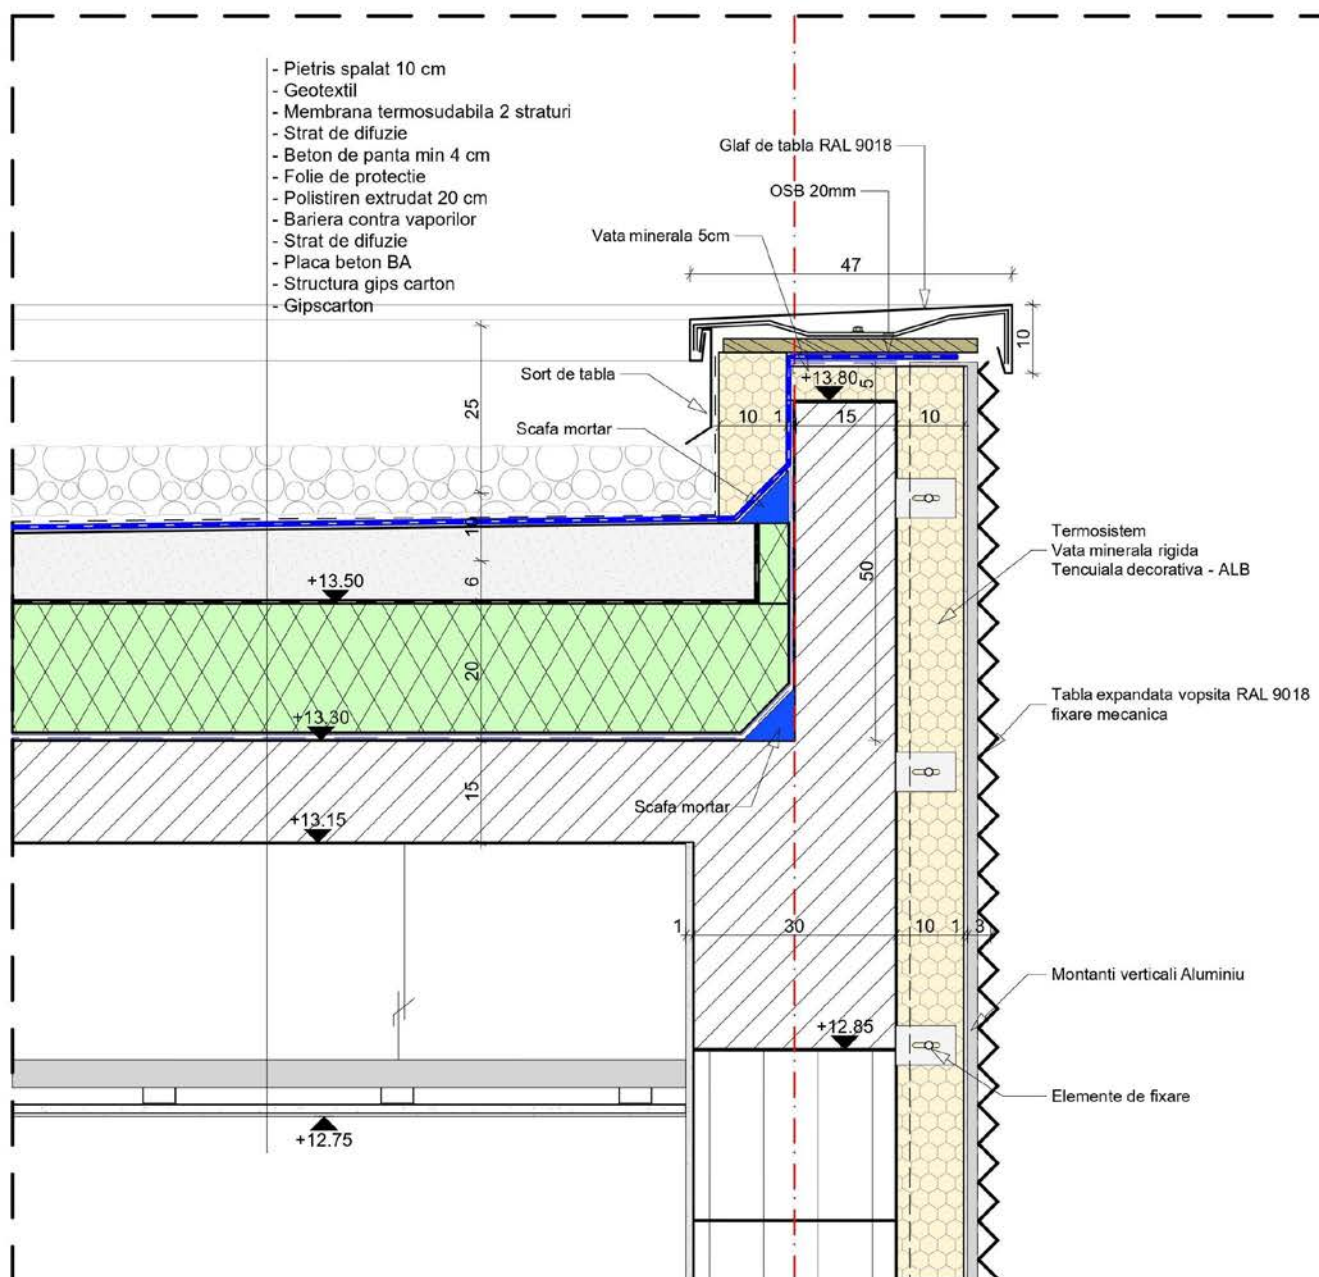 - Pietris spalat 10 cm
- Geotextil
- Membrana termosudabila 2 straturi
- Strat de difuzie
- Beton de panta min 4 cm
- Folie de protectie
- Polistiren extrudat 20 cm
- Bariera contra vaporilor
- Strat de difuzie
- Placa beton BA
- Structura gips carton
- Gipscarton
Glaf de tabla RAL 9018
OSB 20mm
Vata minerala 5cm
47
10
Sort de tabla
+13.80
5
25
10 1 15 10
Scafa mortar
10
Termosistem
Vata minerala rigida
Tencuiala decorativa - ALB
+13.50
6
50
20
Tabla expandata vopsita RAL 9018
fixare mecanica
+13.30
15
Scafa mortar
+13.15
1 30 10 1 3
Montanti verticali Aluminiu
+12.85
Elemente de fixare
+12.75